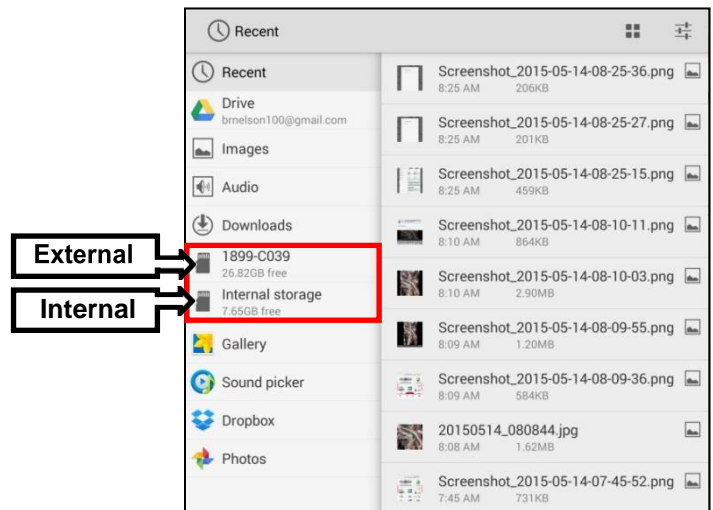 Recent
Recent
Drive
brnelson100@gmail.com
Images
Audio
Downloads
1899-C039
26.82GB free
Internal storage
7.65GB free
Gallery
Sound picker
Dropbox
Photos
External
Internal
Screenshot_2015-05-14-08-25-36.png
8:25 AM 206KB
Screenshot_2015-05-14-08-25-27.png
8:25 AM 201KB
Screenshot_2015-05-14-08-25-15.png
8:25 AM 459KB
Screenshot_2015-05-14-08-10-11.png
8:10 AM 864KB
Screenshot_2015-05-14-08-10-03.png
8:10 AM 2.90MB
Screenshot_2015-05-14-08-09-55.png
8:09 AM 1.20MB
Screenshot_2015-05-14-08-09-36.png
8:09 AM 584KB
20150514_080844.jpg
8:08 AM 1.62MB
Screenshot_2015-05-14-07-45-52.png
7:45 AM 731KB